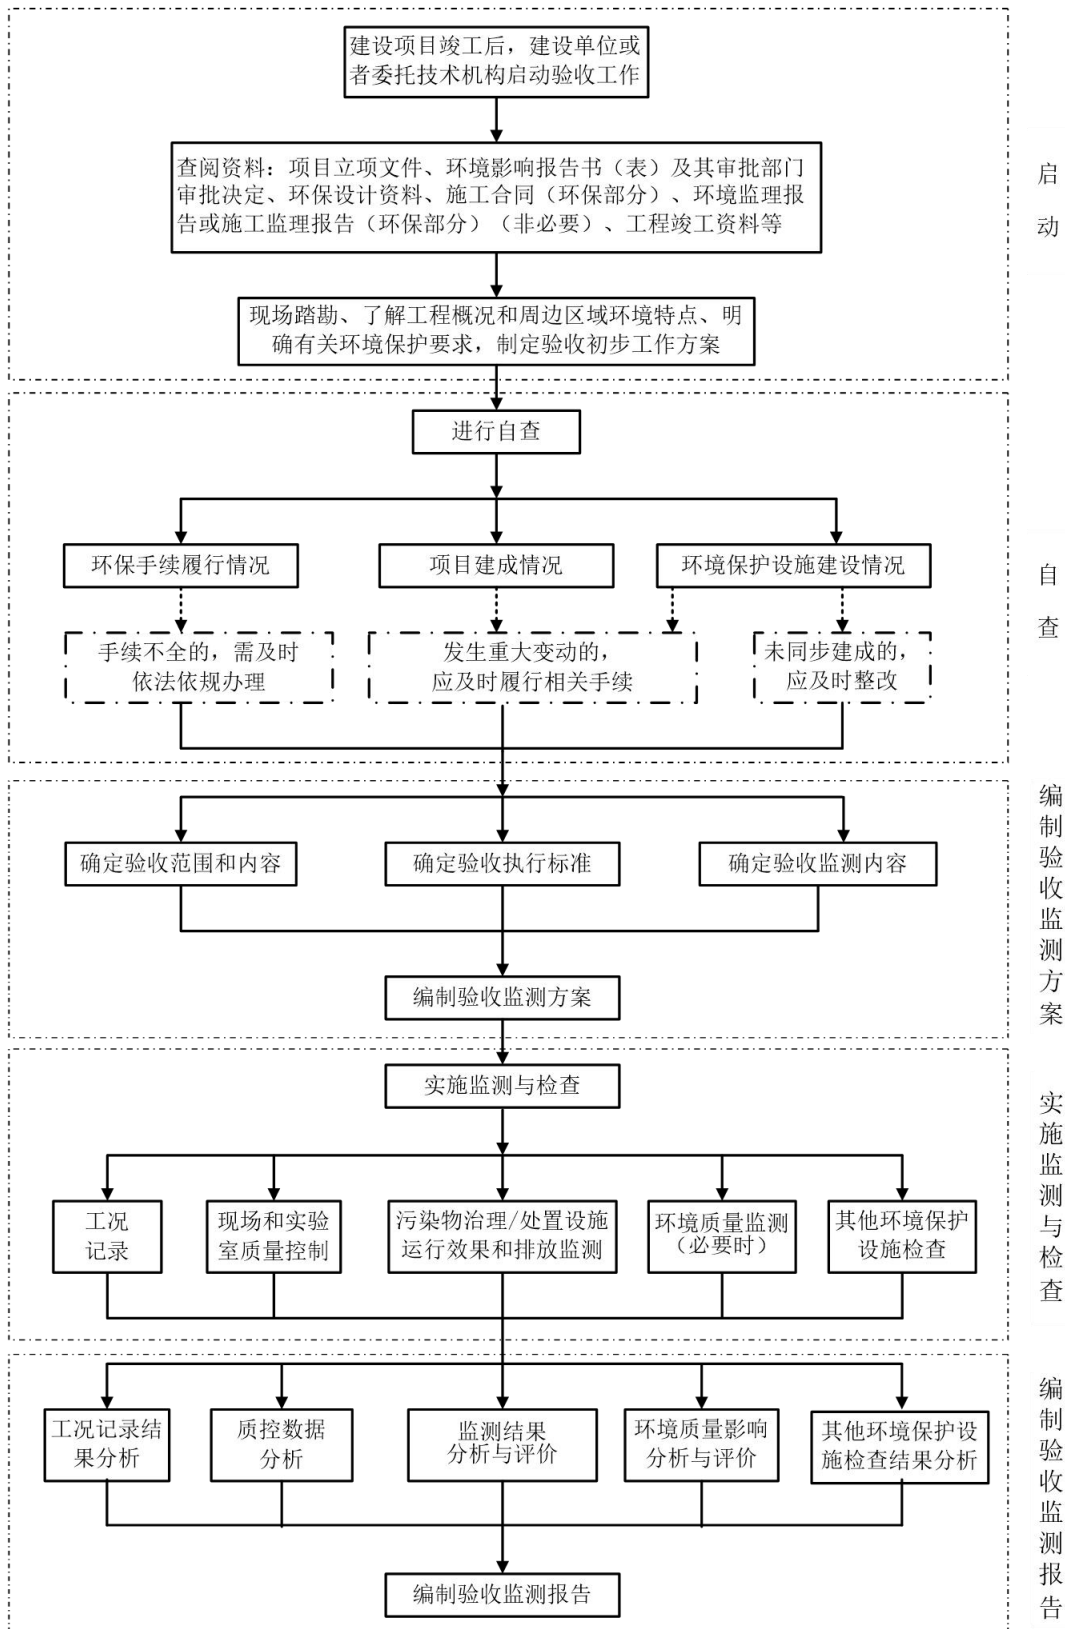 建设项目竣工后，建设单位或
者委托技术机构启动验收工作
查阅资料：项目立项文件、环境影响报告书（表）及其审批部门
审批决定、环保设计资料、施工合同（环保部分）、环境监理报
告或施工监理报告（环保部分）（非必要）、工程竣工资料等
现场踏勘、了解工程概况和周边区域环境特点、明
确有关环境保护要求，制定验收初步工作方案
启
动
进行自查
环保手续履行情况
项目建成情况
环境保护设施建设情况
手续不全的，需及时
依法依规办理
发生重大变动的，
应及时履行相关手续
未同步建成的，
应及时整改
自
查
确定验收范围和内容
确定验收执行标准
确定验收监测内容
编制验收监测方案
编
制
验
收
监
测
方
案
实施监测与检查
工况
记录
现场和实验
室质量控制
污染物治理/处置设施
运行效果和排放监测
环境质量监测
（必要时）
其他环境保护
设施检查
实
施
监
测
与
检
查
工况记录结
果分析
质控数据
分析
监测结果
分析与评价
环境质量影响
分析与评价
其他环境保护设
施检查结果分析
编制验收监测报告
编
制
验
收
监
测
报
告